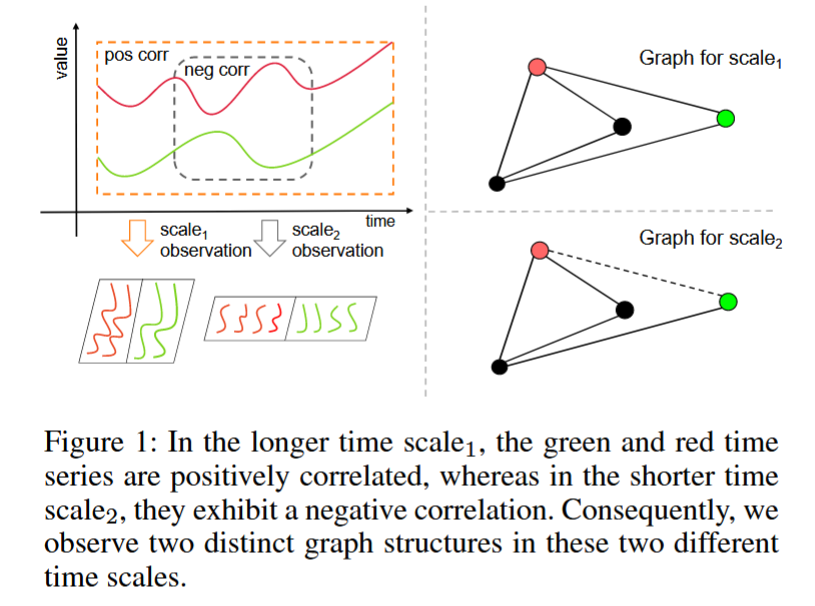 value
pos corr
neg corr
time
scale₁
observation
scale₂
observation
Graph for scale₁
Graph for scale₂
Figure 1: In the longer time scale₁, the green and red time
series are positively correlated, whereas in the shorter time
scale₂, they exhibit a negative correlation. Consequently, we
observe two distinct graph structures in these two different
time scales.